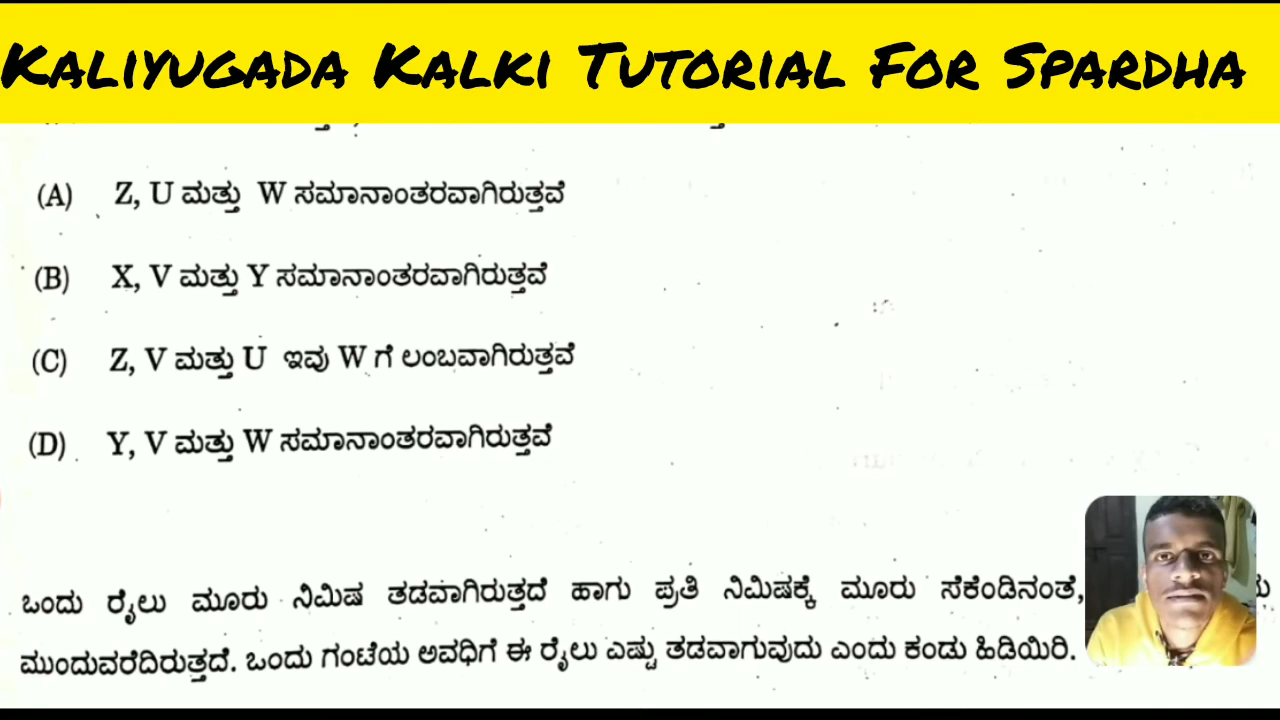 KALIYUGADA KALKI TUTORIAL FOR SPARDHA
(A) Z, U ಮತ್ತು W ಸಮಾನಾಂತರವಾಗಿರುತ್ತವೆ
(B) X, V ಮತ್ತು Y ಸಮಾನಾಂತರವಾಗಿರುತ್ತವೆ
(C) Z, V ಮತ್ತು U ಇವು W ಗೆ ಲಂಬವಾಗಿರುತ್ತವೆ
(D) Y, V ಮತ್ತು W ಸಮಾನಾಂತರವಾಗಿರುತ್ತವೆ
ಒಂದು ರೈಲು ಮೂರು ನಿಮಿಷ ತಡವಾಗಿರುತ್ತದೆ ಹಾಗು ಪ್ರತಿ ನಿಮಿಷಕ್ಕೆ ಮೂರು ಸೆಕೆಂಡಿನಂತೆ,
ಮುಂದುವರೆದಿರುತ್ತದೆ. ಒಂದು ಗಂಟೆಯ ಅವಧಿಗೆ ಈ ರೈಲು ಎಷ್ಟು ತಡವಾಗುವುದು ಎಂದು ಕಂಡು ಹಿಡಿಯಿರಿ.